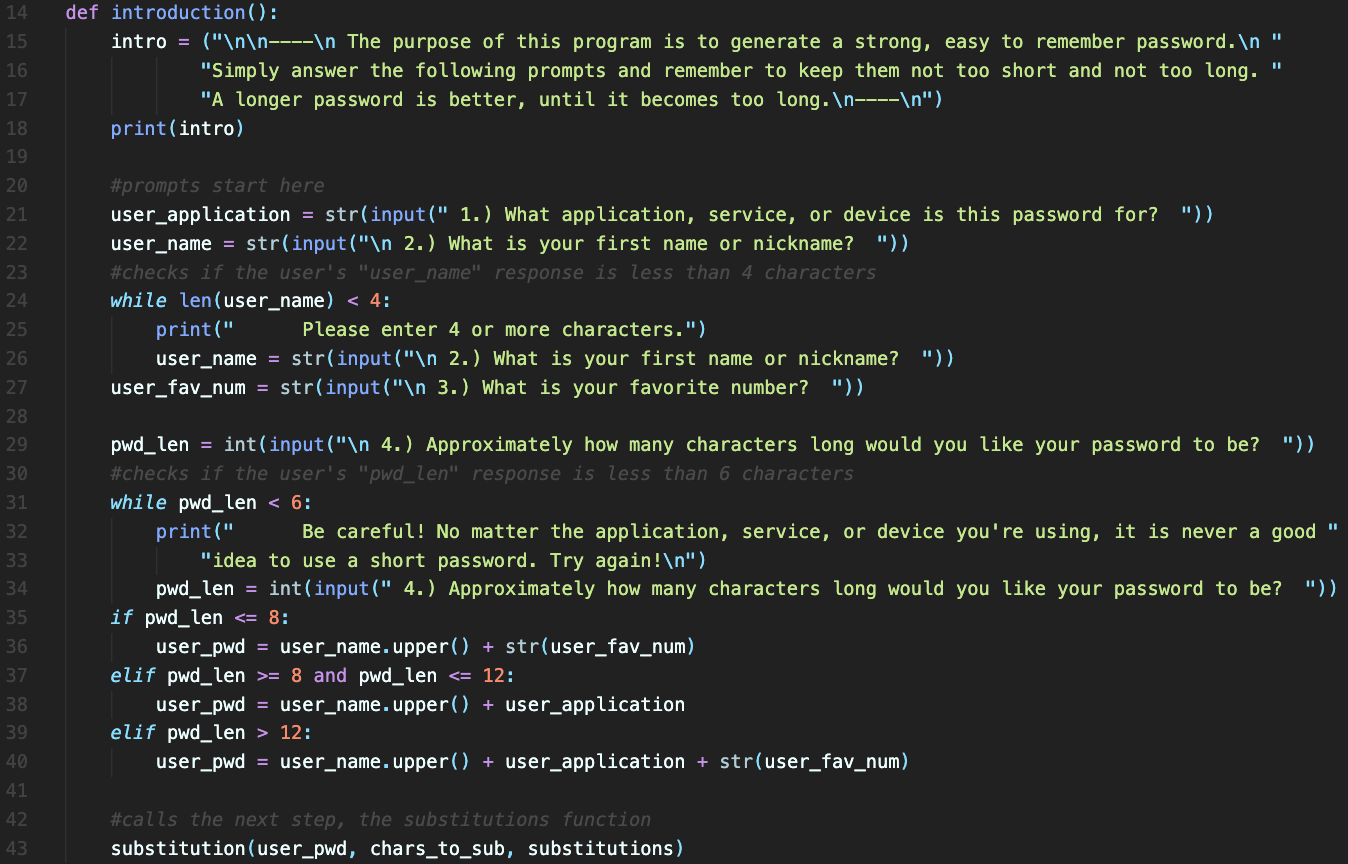 14 def introduction():
15     intro = ("\n\n----\n The purpose of this program is to generate a strong, easy to remember password.\n "
16             "Simply answer the following prompts and remember to keep them not too short and not too long. "
17             "A longer password is better, until it becomes too long.\n----\n")
18     print(intro)
19
20     #prompts start here
21     user_application = str(input(" 1.) What application, service, or device is this password for?  "))
22     user_name = str(input("\n 2.) What is your first name or nickname?  "))
23     #checks if the user's "user_name" response is less than 4 characters
24     while len(user_name) < 4:
25         print("      Please enter 4 or more characters.")
26         user_name = str(input("\n 2.) What is your first name or nickname?  "))
27     user_fav_num = str(input("\n 3.) What is your favorite number?  "))
28
29     pwd_len = int(input("\n 4.) Approximately how many characters long would you like your password to be?  "))
30     #checks if the user's "pwd_len" response is less than 6 characters
31     while pwd_len < 6:
32         print("      Be careful! No matter the application, service, or device you're using, it is never a good "
33             "idea to use a short password. Try again!\n")
34         pwd_len = int(input(" 4.) Approximately how many characters long would you like your password to be?  "))
35     if pwd_len <= 8:
36         user_pwd = user_name.upper() + str(user_fav_num)
37     elif pwd_len >= 8 and pwd_len <= 12:
38         user_pwd = user_name.upper() + user_application
39     elif pwd_len > 12:
40         user_pwd = user_name.upper() + user_application + str(user_fav_num)
41
42     #calls the next step, the substitutions function
43     substitution(user_pwd, chars_to_sub, substitutions)